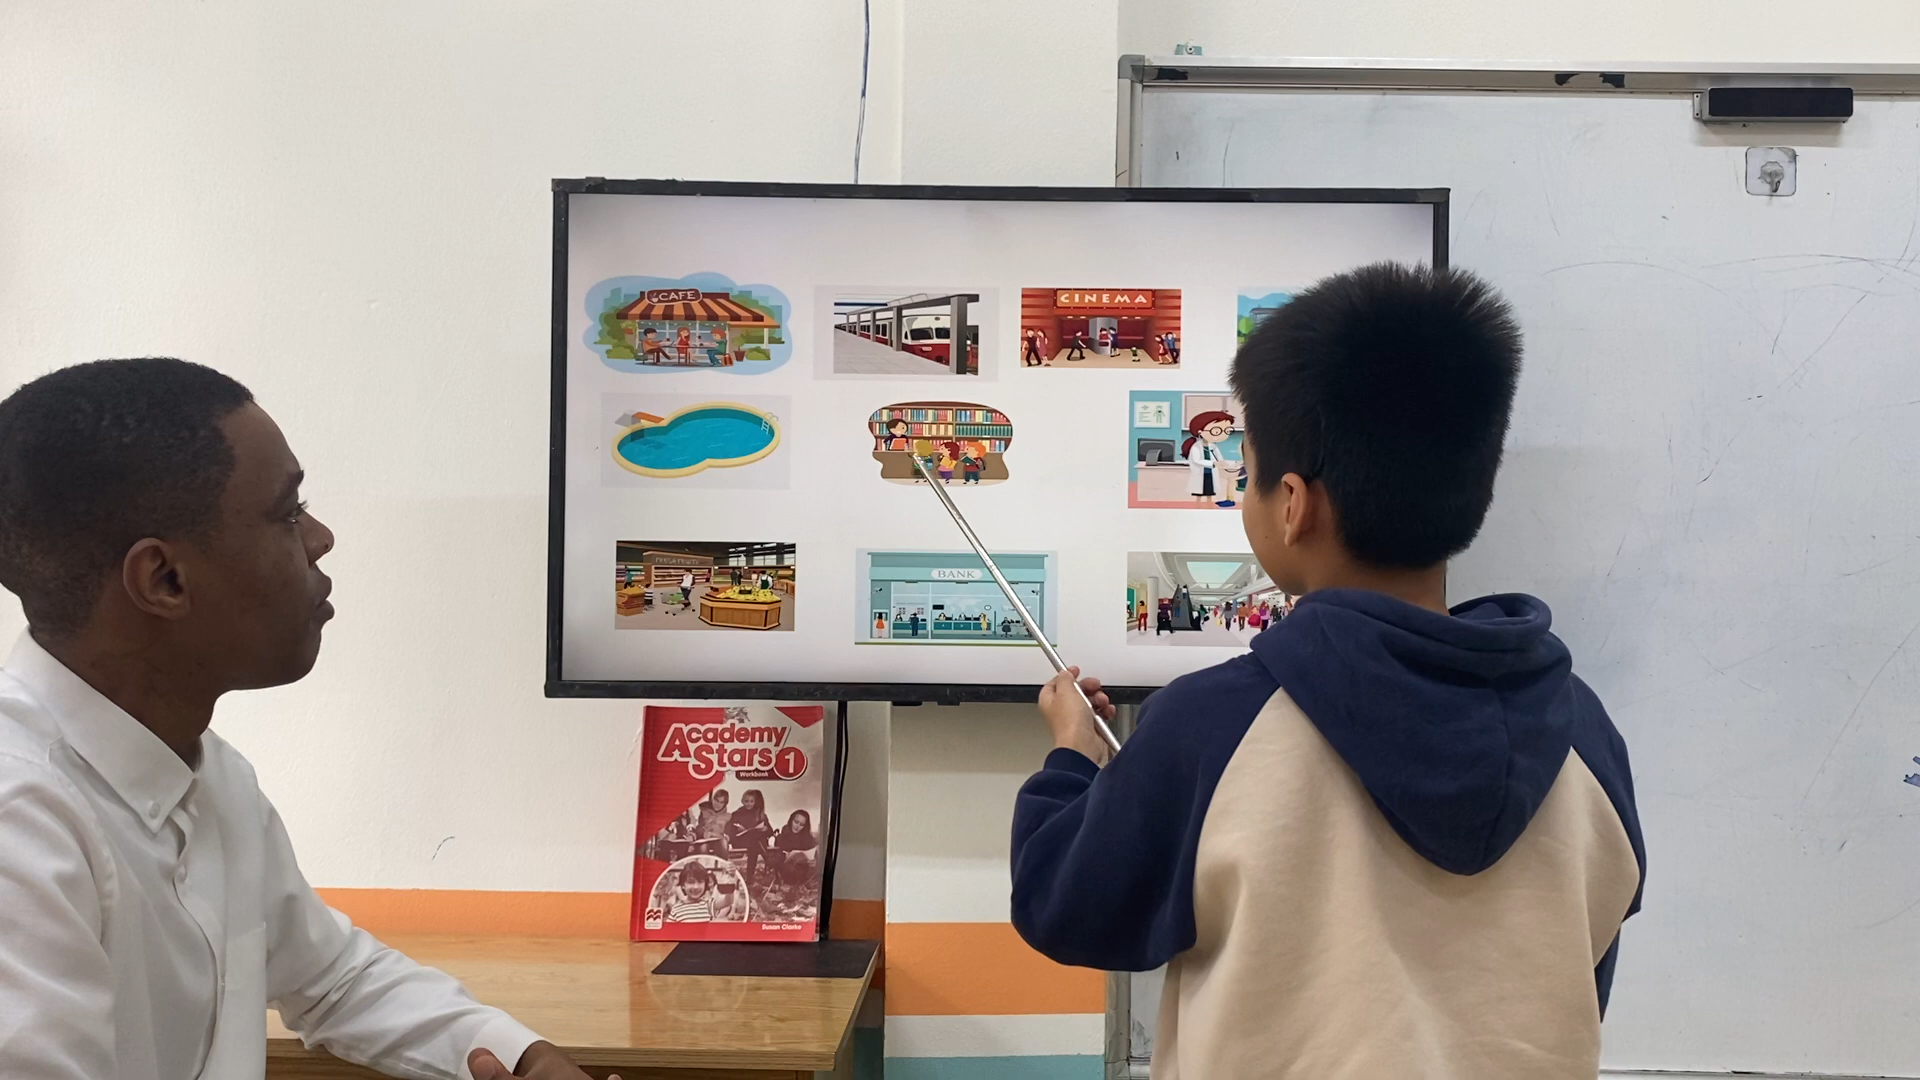 CAFE
CINEMA
BANK
Academy
Stars 1
Workbook
Susan Clarke